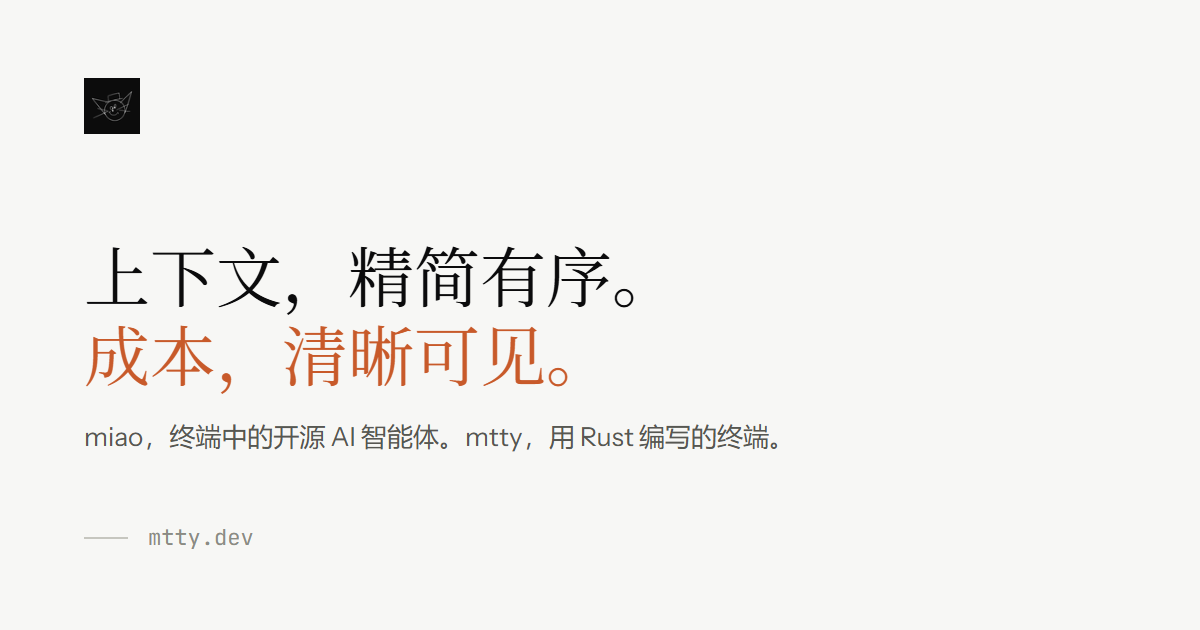 上下文，精简有序。
成本，清晰可见。
miao，终端中的开源 AI 智能体。mtty，用 Rust 编写的终端。
mtty.dev